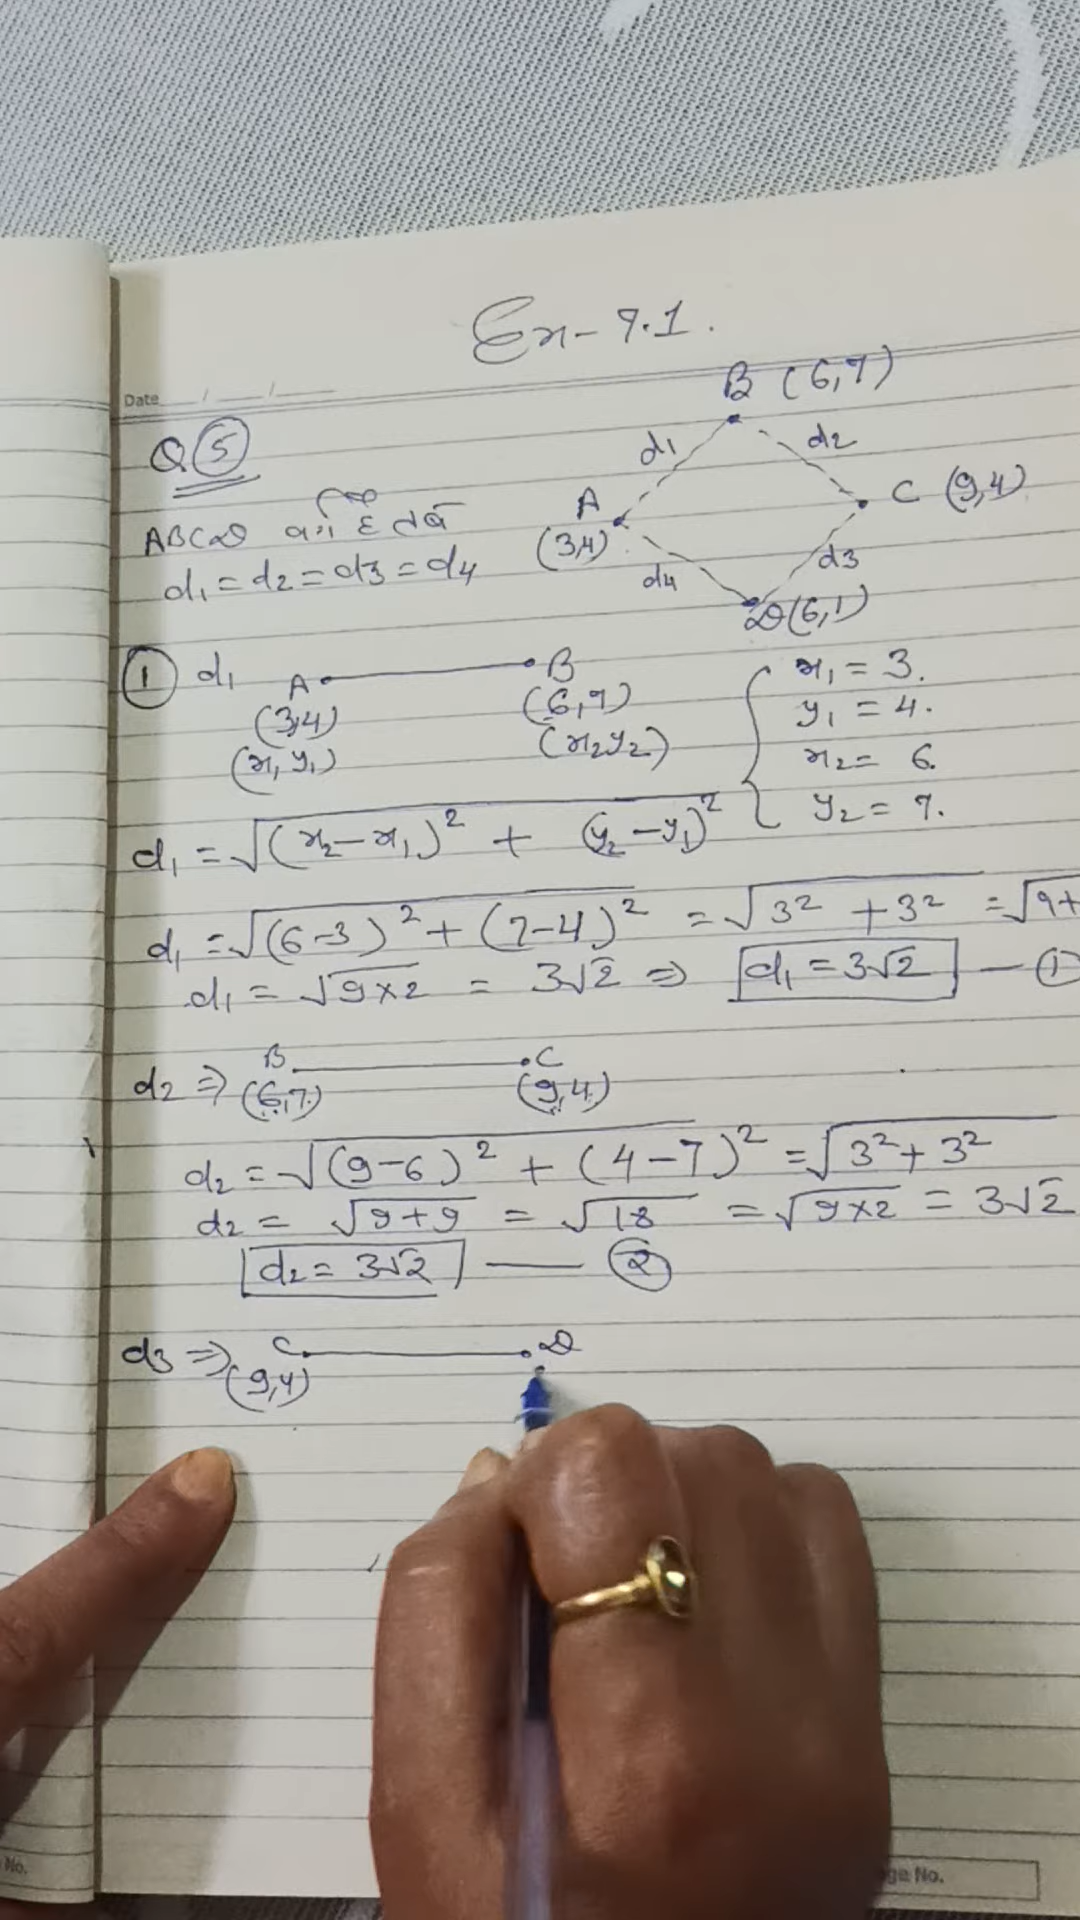 Ex-7.1.
Date
Q 5
B (6,7)
d1
d2
A
(3,4)
C (9,4)
d4
d3
D(6,1)
ABCD वर्ग है तब
d₁ = d₂ = d3 = d4
① d₁
A B
(3,4) (6,7)
(x₁ y₁) (x2 y2)
x₁ = 3.
y₁ = 4.
x2 = 6.
y2 = 7.
d₁ = √(x₂-x₁)² + (y₂-y₁)²
d₁ = √(6-3)² + (7-4)² = √3² + 3² = √9+
d₁ = √9×2 = 3√2 ⇒ d₁ = 3√2 — ①
d2 ⇒ B C
(6,7) (9,4)
d2 = √(9-6)² + (4-7)² = √3² + 3²
d2 = √9+9 = √18 = √9×2 = 3√2
d2 = 3√2 — ②
d3 ⇒ C D
(9,4)
No.
ge No.